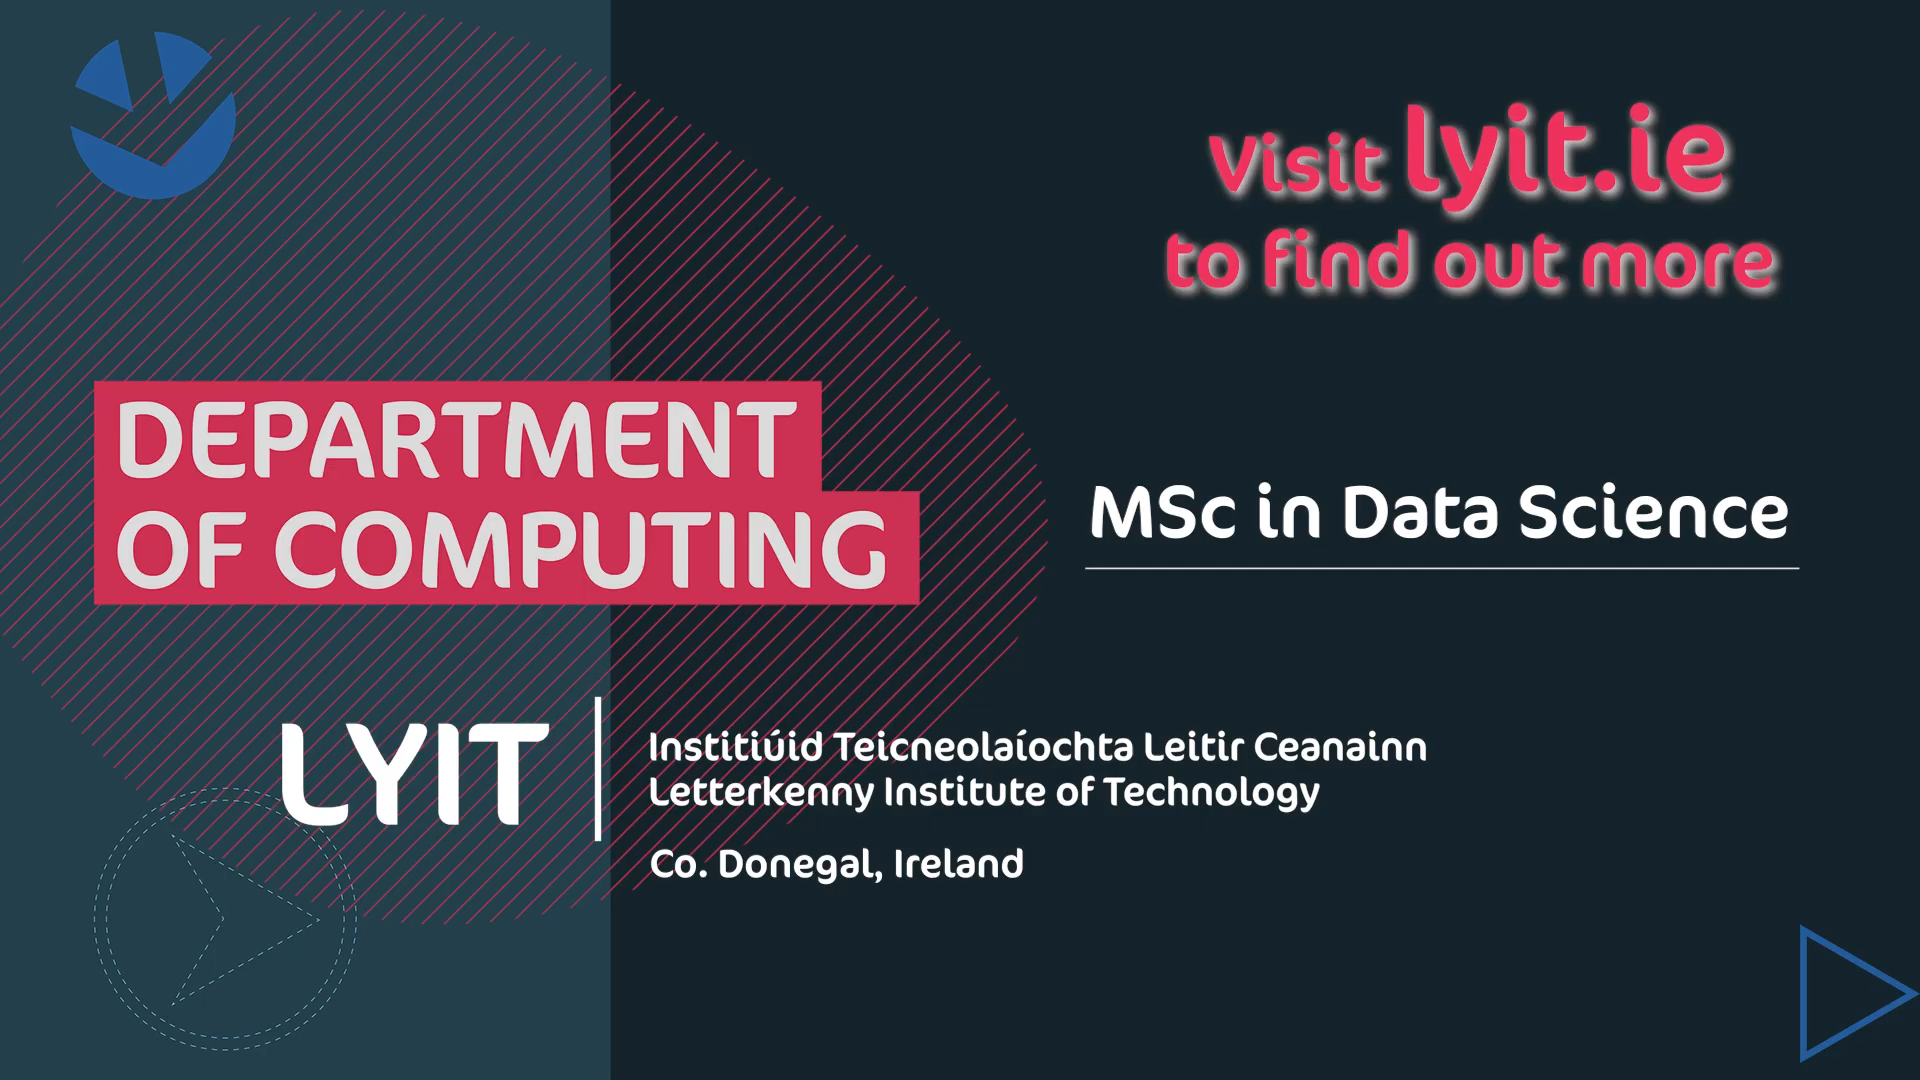 Visit lyit.ie
to find out more
DEPARTMENT
OF COMPUTING
MSc in Data Science
LYIT
Institiúid Teicneolaíochta Leitir Ceanainn
Letterkenny Institute of Technology
Co. Donegal, Ireland